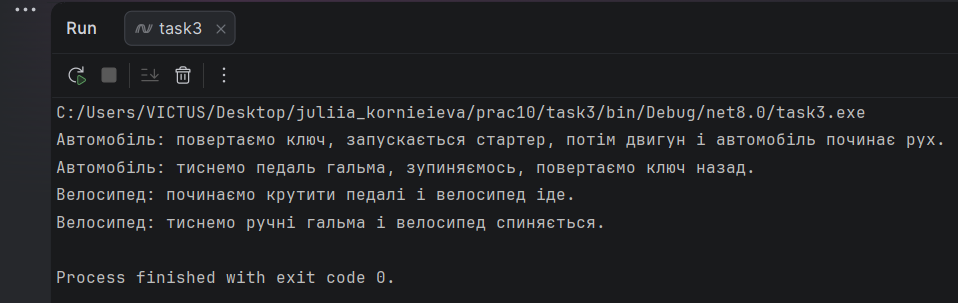 Run
task3
C:/Users/VICTUS/Desktop/juliia_kornieieva/prac10/task3/bin/Debug/net8.0/task3.exe
Автомобіль: повертаємо ключ, запускається стартер, потім двигун і автомобіль починає рух.
Автомобіль: тиснемо педаль гальма, зупиняємось, повертаємо ключ назад.
Велосипед: починаємо крутити педалі і велосипед іде.
Велосипед: тиснемо ручні гальма і велосипед спиняється.
Process finished with exit code 0.